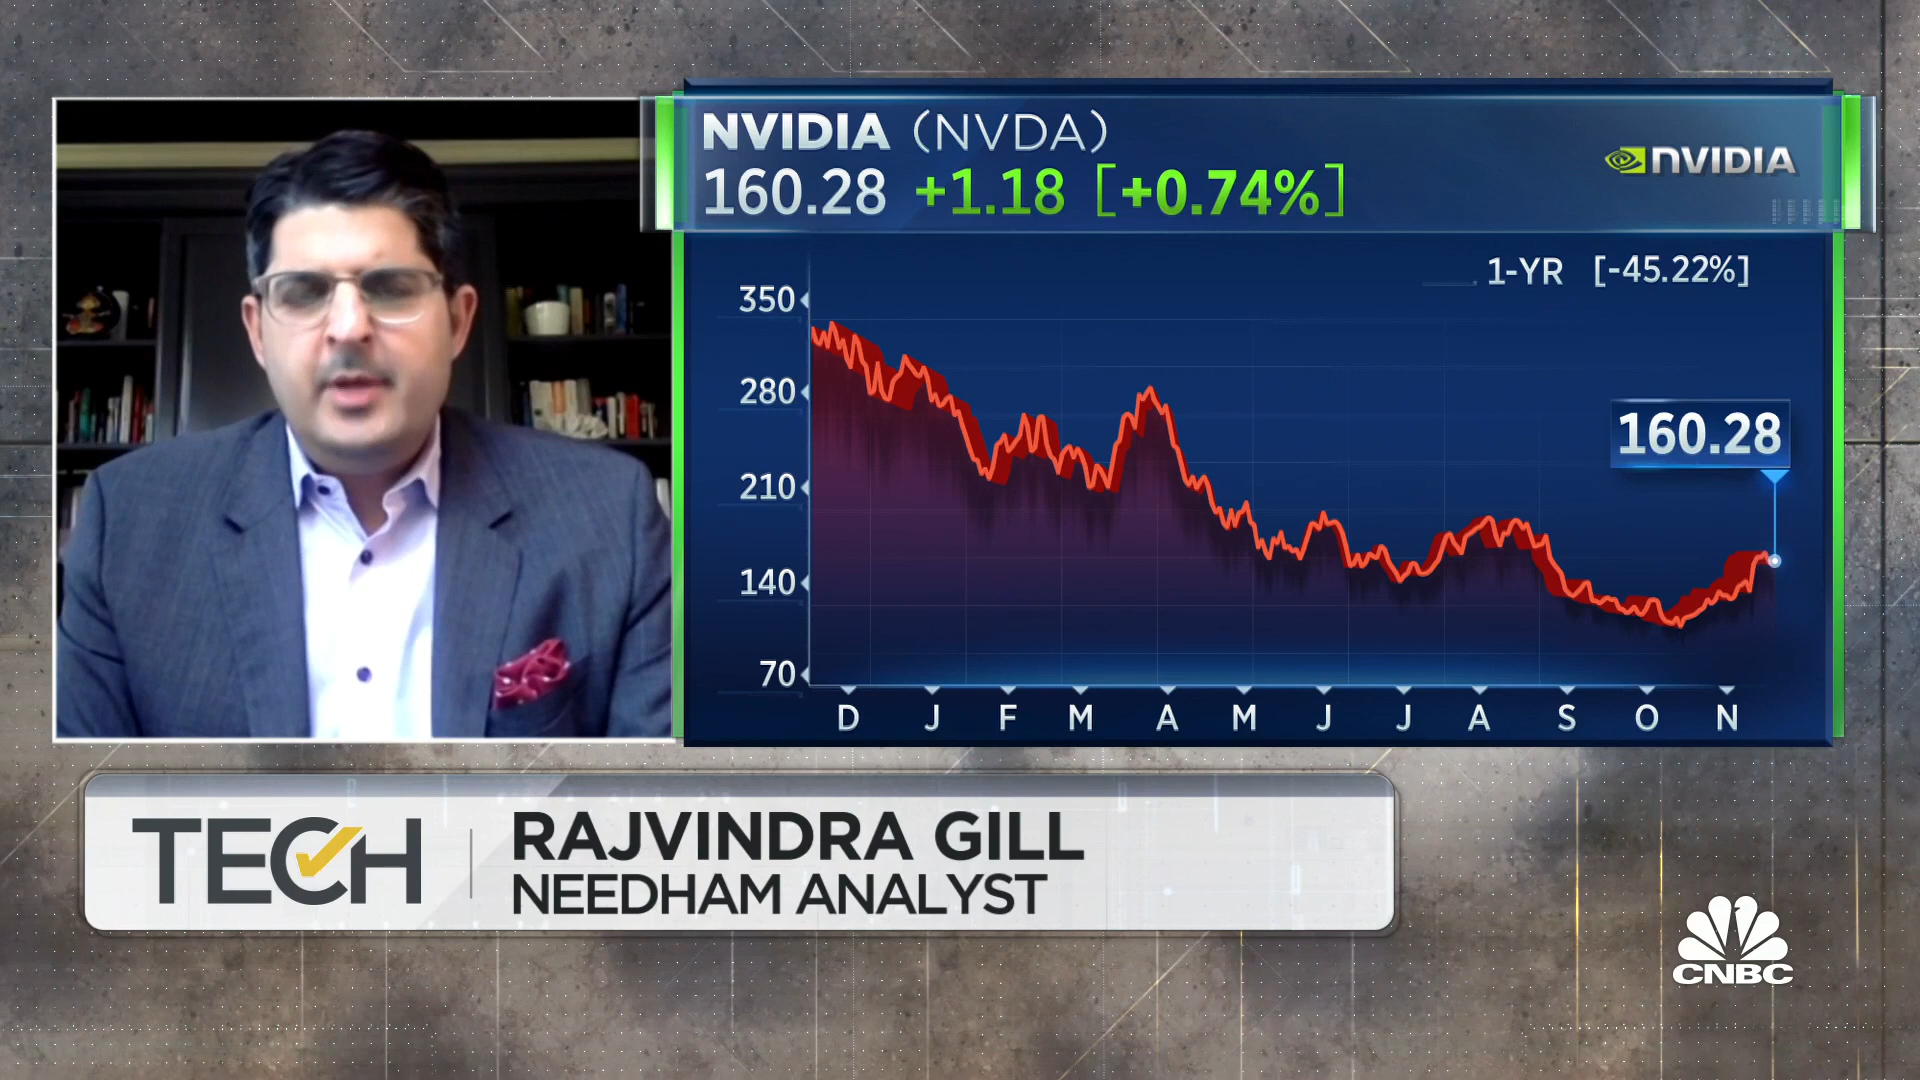 NVIDIA (NVDA)
160.28 +1.18 [+0.74%]
NVIDIA
1-YR [-45.22%]
350
280
210
140
70
160.28
D J F M A M J J A S O N
TECH
RAJVINDRA GILL
NEEDHAM ANALYST
CNBC